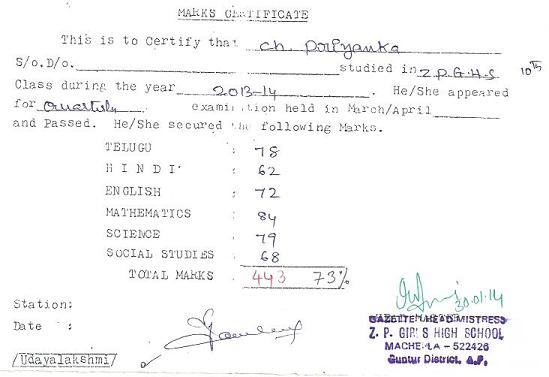 MARKS CERTIFICATE
This is to Certify that Ch. Priyanka
S/o.D/o. studied in Z.P.G.H.S 10th
Class during the year 2013-14 . He/She appeared
for Quarterly examination held in March/April
and Passed. He/She secured the following Marks.
TELUGU : 78
HINDI : 62
ENGLISH : 72
MATHEMATICS : 84
SCIENCE : 79
SOCIAL STUDIES : 68
TOTAL MARKS . 443 73%
30.01.14
Station:
GAZETTED HEADMISTRESS
Date :
Z. P. GIRLS HIGH SCHOOL
MACHERLA - 522426
/Udayalakshmi/
Guntur District, A.P.